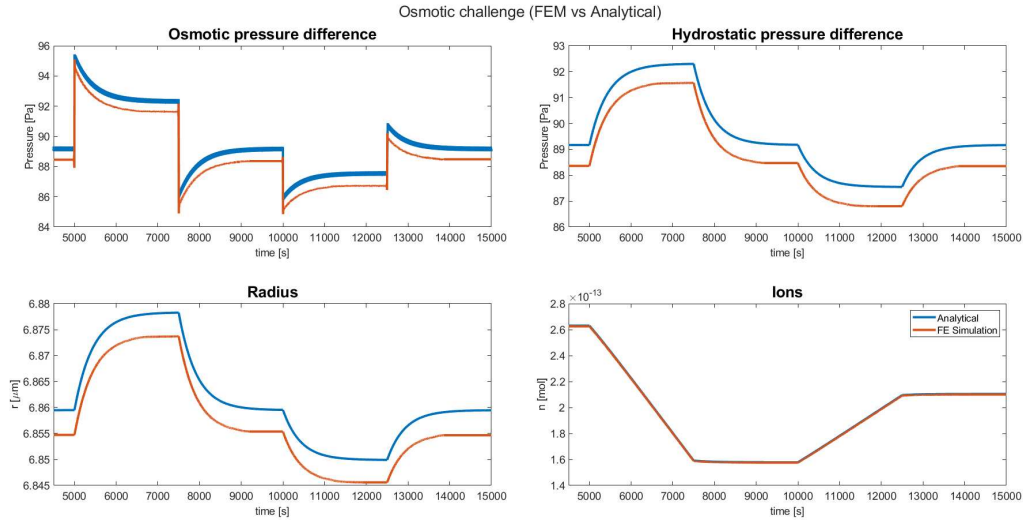 Osmotic challenge (FEM vs Analytical)
Osmotic pressure difference
96
94
92
90
88
86
84
Pressure [Pa]
5000 6000 7000 8000 9000 10000 11000 12000 13000 14000 15000
time [s]
Hydrostatic pressure difference
93
92
91
90
89
88
87
86
Pressure [Pa]
5000 6000 7000 8000 9000 10000 11000 12000 13000 14000 15000
time [s]
Radius
6.88
6.875
6.87
6.865
6.86
6.855
6.85
6.845
r [μm]
5000 6000 7000 8000 9000 10000 11000 12000 13000 14000 15000
time [s]
Ions
×10⁻¹³
2.8
2.6
2.4
2.2
2
1.8
1.6
1.4
n [mol]
Analytical
FE Simulation
5000 6000 7000 8000 9000 10000 11000 12000 13000 14000 15000
time [s]